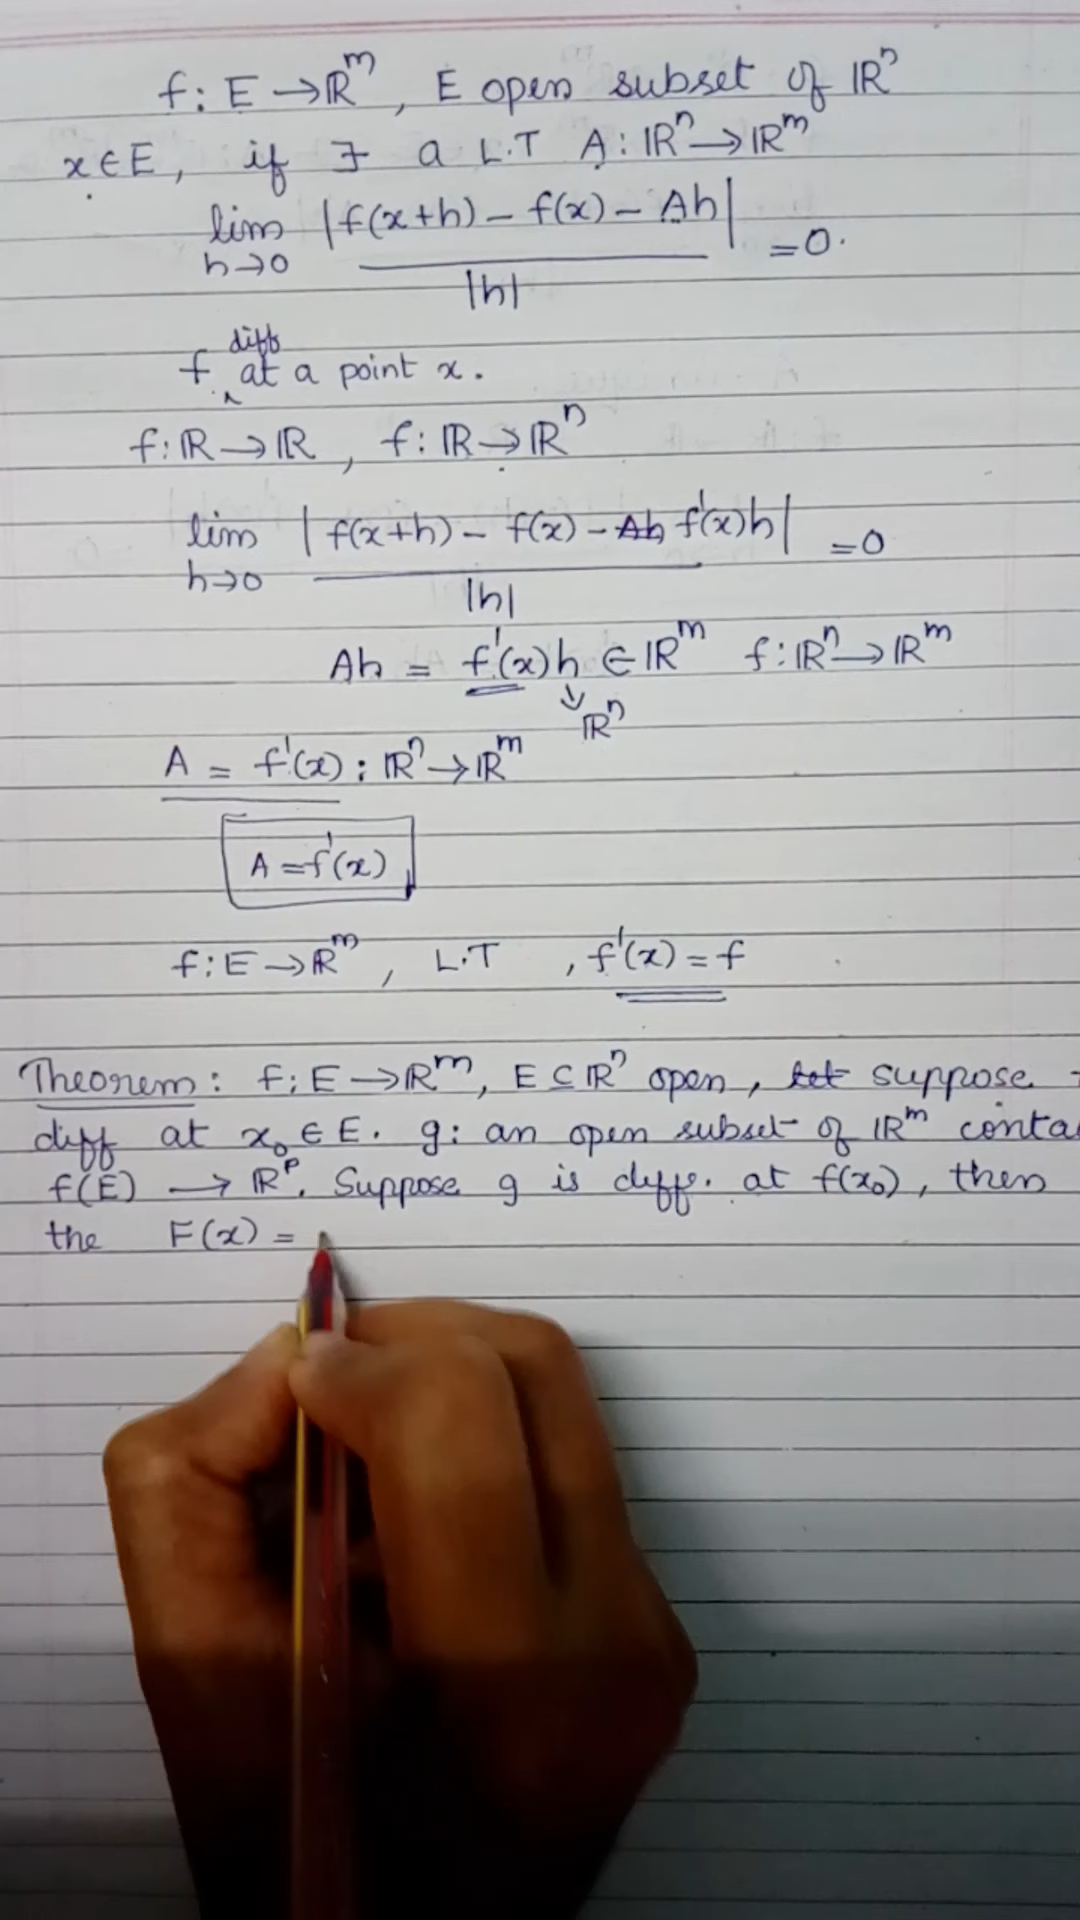 f: E → ℝᵐ, E open subset of ℝⁿ
x ∈ E, if ∃ a L.T A: ℝⁿ → ℝᵐ
lim |f(x+h) – f(x) – Ah| = 0.
h→0 |h|
diff
f ‸ at a point x.
f: ℝ → ℝ, f: ℝ → ℝⁿ
lim | f(x+h) – f(x) – Ah f'(x)h| = 0
h→0 |h|
Ah = f'(x)h ∈ ℝᵐ f: ℝⁿ → ℝᵐ
↓
ℝⁿ
A = f'(x) : ℝⁿ → ℝᵐ
A = f'(x)
f: E → ℝᵐ, L.T , f'(x) = f
Theorem: f: E → ℝᵐ, E ⊆ ℝⁿ open, let suppose
diff at x₀ ∈ E. g: an open subset of ℝᵐ conta
f(E) → ℝᵖ. Suppose g is diff. at f(x₀), then
the F(x) =